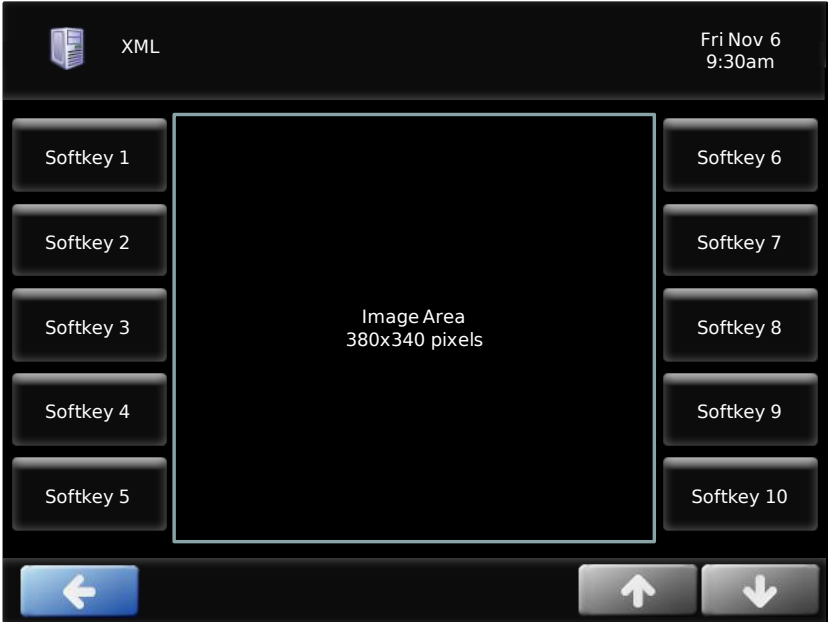 XML
Fri Nov 6
9:30am
Softkey 1
Softkey 2
Softkey 3
Softkey 4
Softkey 5
Image Area
380x340 pixels
Softkey 6
Softkey 7
Softkey 8
Softkey 9
Softkey 10